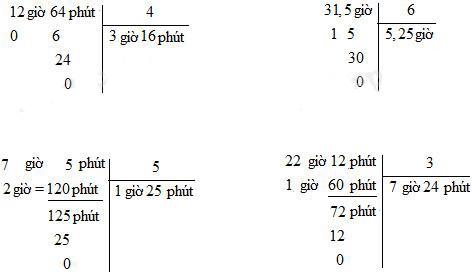 12 giờ 64 phút 4
0 6 3 giờ 16 phút
24
0
31,5 giờ 6
1 5 5,25 giờ
30
0
7 giờ 5 phút 5
2 giờ = 120 phút 1 giờ 25 phút
125 phút
25
0
22 giờ 12 phút 3
1 giờ 60 phút 7 giờ 24 phút
72 phút
12
0